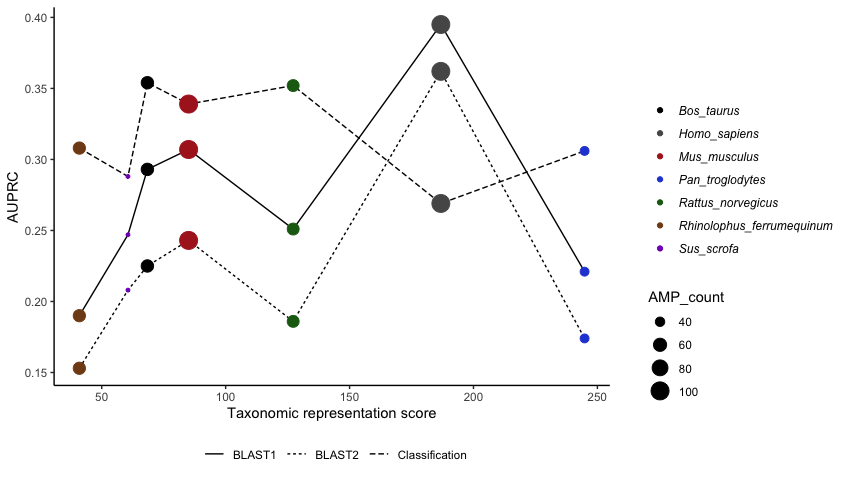 0.40
0.35
0.30
0.25
0.20
0.15
AUPRC
50
100
150
200
250
Taxonomic representation score
BLAST1
BLAST2
Classification
Bos_taurus
Homo_sapiens
Mus_musculus
Pan_troglodytes
Rattus_norvegicus
Rhinolophus_ferrumequinum
Sus_scrofa
AMP_count
40
60
80
100